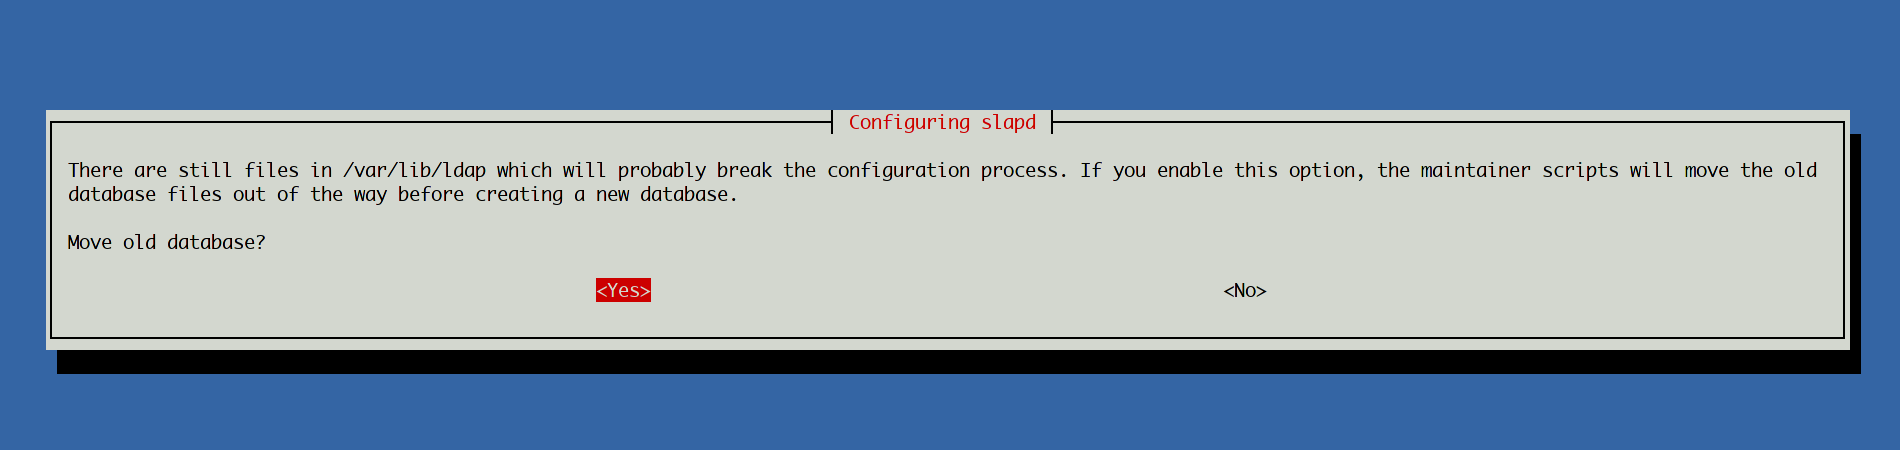 Configuring slapd
There are still files in /var/lib/ldap which will probably break the configuration process. If you enable this option, the maintainer scripts will move the old
database files out of the way before creating a new database.
Move old database?
<Yes> <No>